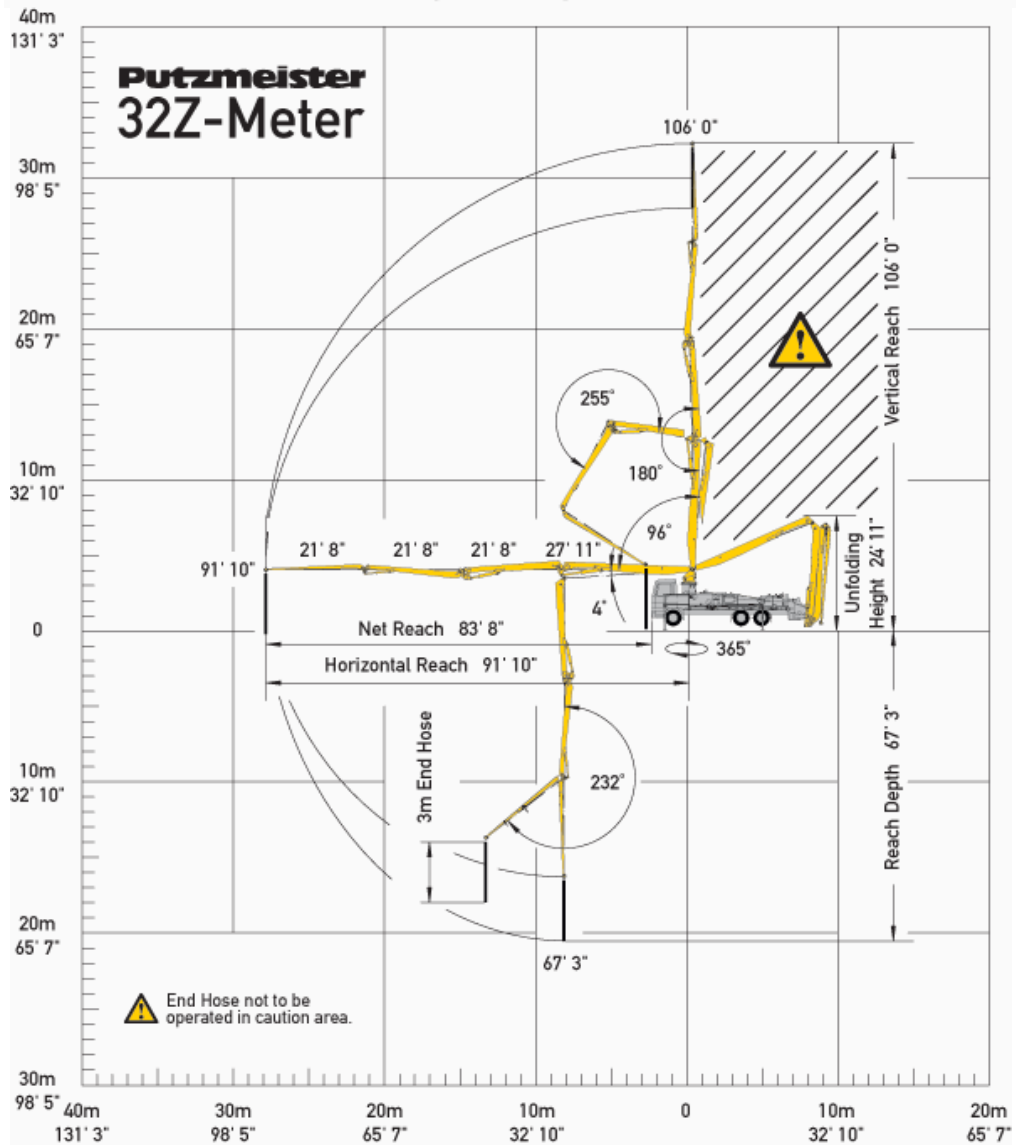 40m
131' 3"
Putzmeister
32Z-Meter
106' 0"
30m
98' 5"
Vertical Reach 106' 0"
20m
65' 7"
255°
180°
10m
32' 10"
96°
21' 8" 21' 8" 21' 8" 27' 11"
91' 10"
4°
Unfolding
Height 24' 11"
0
Net Reach 83' 8"
365°
Horizontal Reach 91' 10"
3m End Hose
Reach Depth 67' 3"
10m
32' 10"
232°
20m
65' 7"
67' 3"
End Hose not to be
operated in caution area.
30m
98' 5"
40m 30m 20m 10m 0 10m 20m
131' 3" 98' 5" 65' 7" 32' 10" 32' 10" 65' 7"